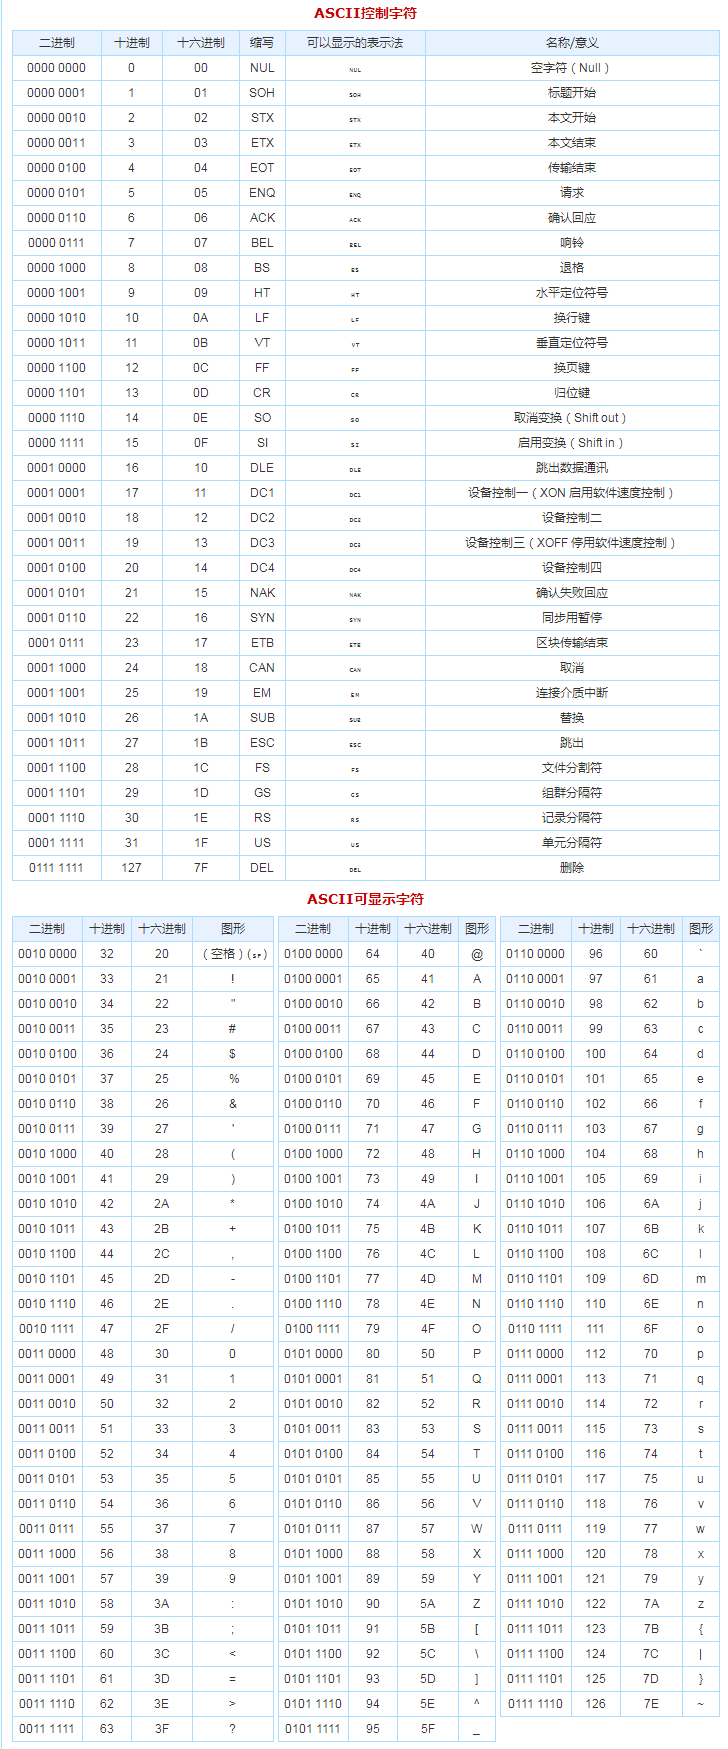 ASCII控制字符
二进制 十进制 十六进制 缩写 可以显示的表示法 名称/意义
0000 0000 0 00 NUL NUL 空字符（Null）
0000 0001 1 01 SOH SOH 标题开始
0000 0010 2 02 STX STX 本文开始
0000 0011 3 03 ETX ETX 本文结束
0000 0100 4 04 EOT EOT 传输结束
0000 0101 5 05 ENQ ENQ 请求
0000 0110 6 06 ACK ACK 确认回应
0000 0111 7 07 BEL BEL 响铃
0000 1000 8 08 BS BS 退格
0000 1001 9 09 HT HT 水平定位符号
0000 1010 10 0A LF LF 换行键
0000 1011 11 0B VT VT 垂直定位符号
0000 1100 12 0C FF FF 换页键
0000 1101 13 0D CR CR 归位键
0000 1110 14 0E SO SO 取消变换（Shift out）
0000 1111 15 0F SI SI 启用变换（Shift in）
0001 0000 16 10 DLE DLE 跳出数据通讯
0001 0001 17 11 DC1 DC1 设备控制一（XON 启用软件速度控制）
0001 0010 18 12 DC2 DC2 设备控制二
0001 0011 19 13 DC3 DC3 设备控制三（XOFF 停用软件速度控制）
0001 0100 20 14 DC4 DC4 设备控制四
0001 0101 21 15 NAK NAK 确认失败回应
0001 0110 22 16 SYN SYN 同步用暂停
0001 0111 23 17 ETB ETB 区块传输结束
0001 1000 24 18 CAN CAN 取消
0001 1001 25 19 EM EM 连接介质中断
0001 1010 26 1A SUB SUB 替换
0001 1011 27 1B ESC ESC 跳出
0001 1100 28 1C FS FS 文件分割符
0001 1101 29 1D GS GS 组群分隔符
0001 1110 30 1E RS RS 记录分隔符
0001 1111 31 1F US US 单元分隔符
0111 1111 127 7F DEL DEL 删除
ASCII可显示字符
二进制 十进制 十六进制 图形 二进制 十进制 十六进制 图形 二进制 十进制 十六进制 图形
0010 0000 32 20 （空格）(SP) 0100 0000 64 40 @ 0110 0000 96 60 `
0010 0001 33 21 ! 0100 0001 65 41 A 0110 0001 97 61 a
0010 0010 34 22 " 0100 0010 66 42 B 0110 0010 98 62 b
0010 0011 35 23 # 0100 0011 67 43 C 0110 0011 99 63 c
0010 0100 36 24 $ 0100 0100 68 44 D 0110 0100 100 64 d
0010 0101 37 25 % 0100 0101 69 45 E 0110 0101 101 65 e
0010 0110 38 26 & 0100 0110 70 46 F 0110 0110 102 66 f
0010 0111 39 27 ' 0100 0111 71 47 G 0110 0111 103 67 g
0010 1000 40 28 ( 0100 1000 72 48 H 0110 1000 104 68 h
0010 1001 41 29 ) 0100 1001 73 49 I 0110 1001 105 69 i
0010 1010 42 2A * 0100 1010 74 4A J 0110 1010 106 6A j
0010 1011 43 2B + 0100 1011 75 4B K 0110 1011 107 6B k
0010 1100 44 2C , 0100 1100 76 4C L 0110 1100 108 6C l
0010 1101 45 2D - 0100 1101 77 4D M 0110 1101 109 6D m
0010 1110 46 2E . 0100 1110 78 4E N 0110 1110 110 6E n
0010 1111 47 2F / 0100 1111 79 4F O 0110 1111 111 6F o
0011 0000 48 30 0 0101 0000 80 50 P 0111 0000 112 70 p
0011 0001 49 31 1 0101 0001 81 51 Q 0111 0001 113 71 q
0011 0010 50 32 2 0101 0010 82 52 R 0111 0010 114 72 r
0011 0011 51 33 3 0101 0011 83 53 S 0111 0011 115 73 s
0011 0100 52 34 4 0101 0100 84 54 T 0111 0100 116 74 t
0011 0101 53 35 5 0101 0101 85 55 U 0111 0101 117 75 u
0011 0110 54 36 6 0101 0110 86 56 V 0111 0110 118 76 v
0011 0111 55 37 7 0101 0111 87 57 W 0111 0111 119 77 w
0011 1000 56 38 8 0101 1000 88 58 X 0111 1000 120 78 x
0011 1001 57 39 9 0101 1001 89 59 Y 0111 1001 121 79 y
0011 1010 58 3A : 0101 1010 90 5A Z 0111 1010 122 7A z
0011 1011 59 3B ; 0101 1011 91 5B [ 0111 1011 123 7B {
0011 1100 60 3C < 0101 1100 92 5C \ 0111 1100 124 7C |
0011 1101 61 3D = 0101 1101 93 5D ] 0111 1101 125 7D }
0011 1110 62 3E > 0101 1110 94 5E ^ 0111 1110 126 7E ~
0011 1111 63 3F ? 0101 1111 95 5F _